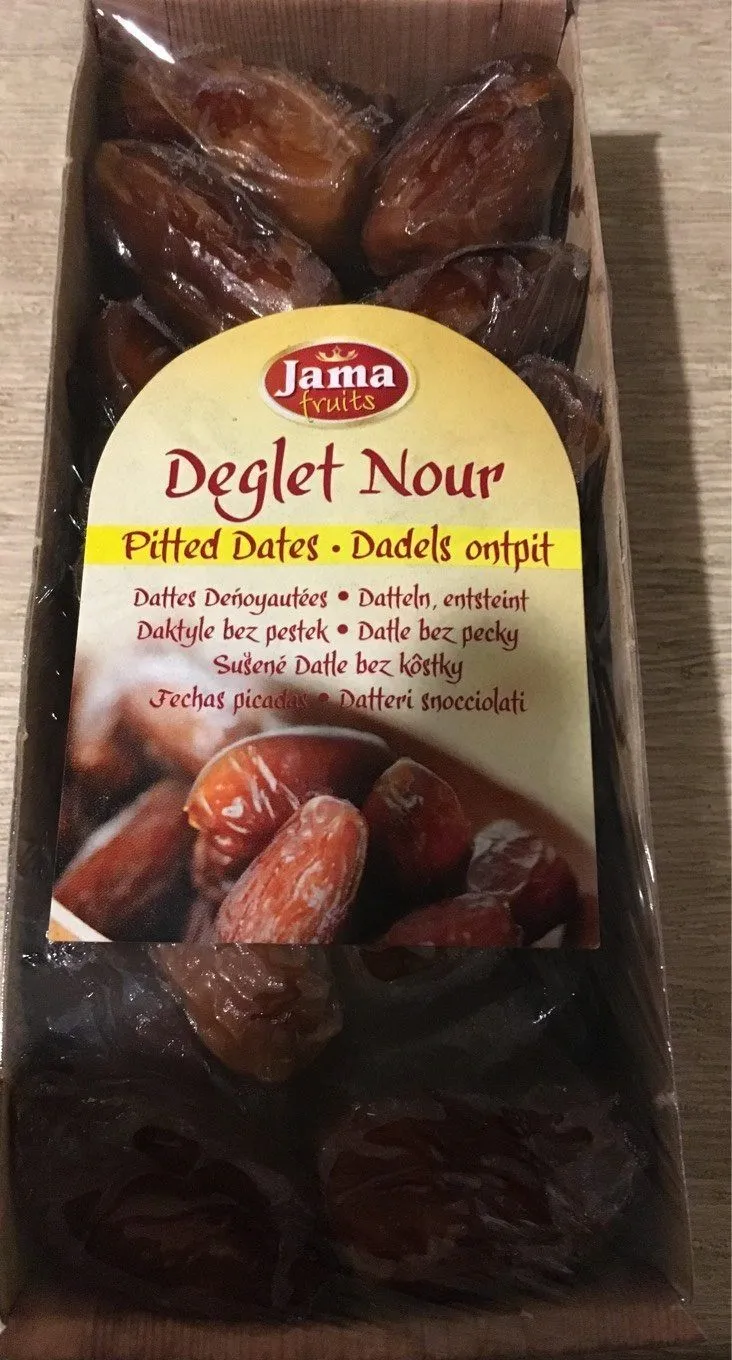 Jama
fruits
Deglet Nour
Pitted Dates • Dadels ontpit
Dattes Deńoyautées • Datteln, entsteint
Daktyle bez pestek • Datle bez pecky
Sušené Datle bez kôstky
Fechas picadas • Datteri snocciolati